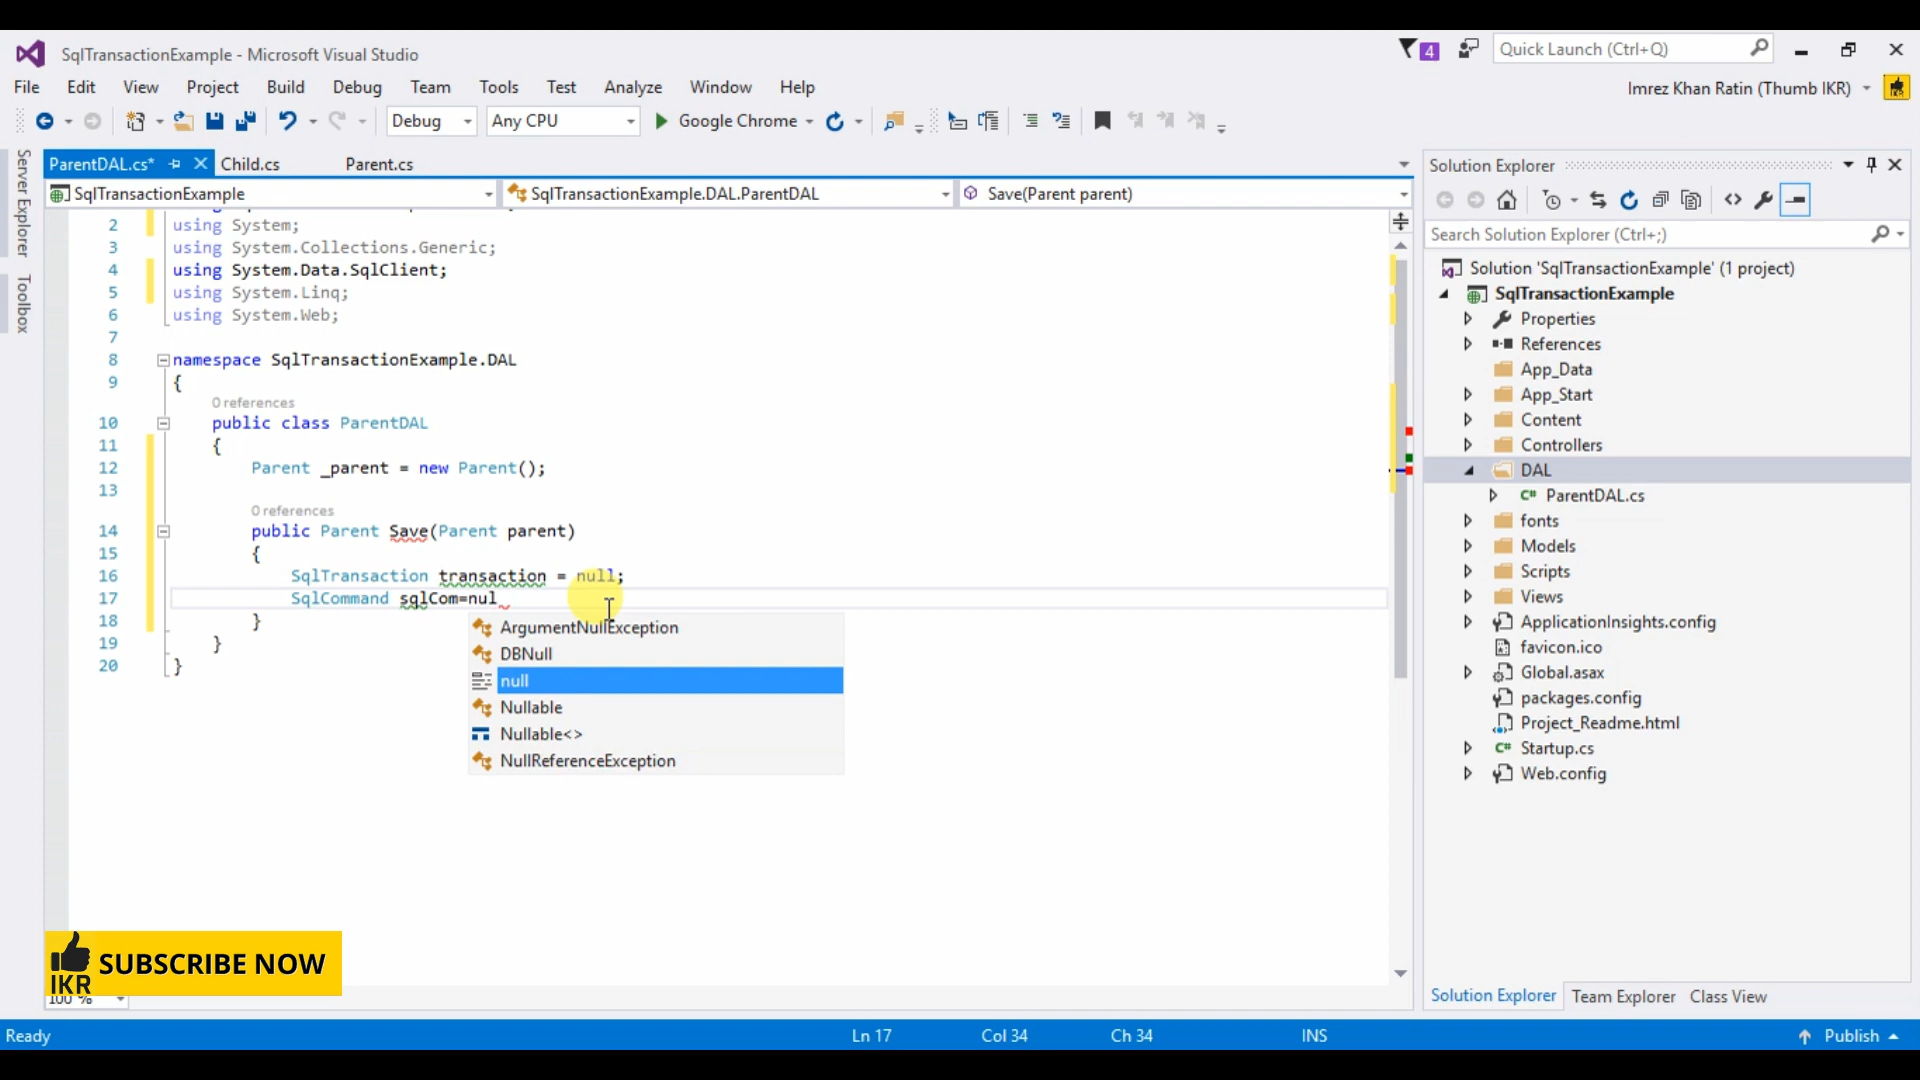 SqlTransactionExample - Microsoft Visual Studio
4
Quick Launch (Ctrl+Q)
File Edit View Project Build Debug Team Tools Test Analyze Window Help
Imrez Khan Ratin (Thumb IKR)
IKR
Debug Any CPU Google Chrome
Server Explorer
Toolbox
ParentDAL.cs* Child.cs Parent.cs
SqlTransactionExample SqlTransactionExample.DAL.ParentDAL Save(Parent parent)
2 using System;
3 using System.Collections.Generic;
4 using System.Data.SqlClient;
5 using System.Linq;
6 using System.Web;
7
8 namespace SqlTransactionExample.DAL
9 {
0 references
10 public class ParentDAL
11 {
12 Parent _parent = new Parent();
13
0 references
14 public Parent Save(Parent parent)
15 {
16 SqlTransaction transaction = null;
17 SqlCommand sqlCom=nul
18 }
19 }
20 }
ArgumentNullException
DBNull
null
Nullable
Nullable<>
NullReferenceException
Solution Explorer
Search Solution Explorer (Ctrl+;)
Solution 'SqlTransactionExample' (1 project)
SqlTransactionExample
Properties
References
App_Data
App_Start
Content
Controllers
DAL
C# ParentDAL.cs
fonts
Models
Scripts
Views
ApplicationInsights.config
favicon.ico
Global.asax
packages.config
Project_Readme.html
C# Startup.cs
Web.config
Solution Explorer Team Explorer Class View
IKR SUBSCRIBE NOW
100 %
Ready Ln 17 Col 34 Ch 34 INS Publish